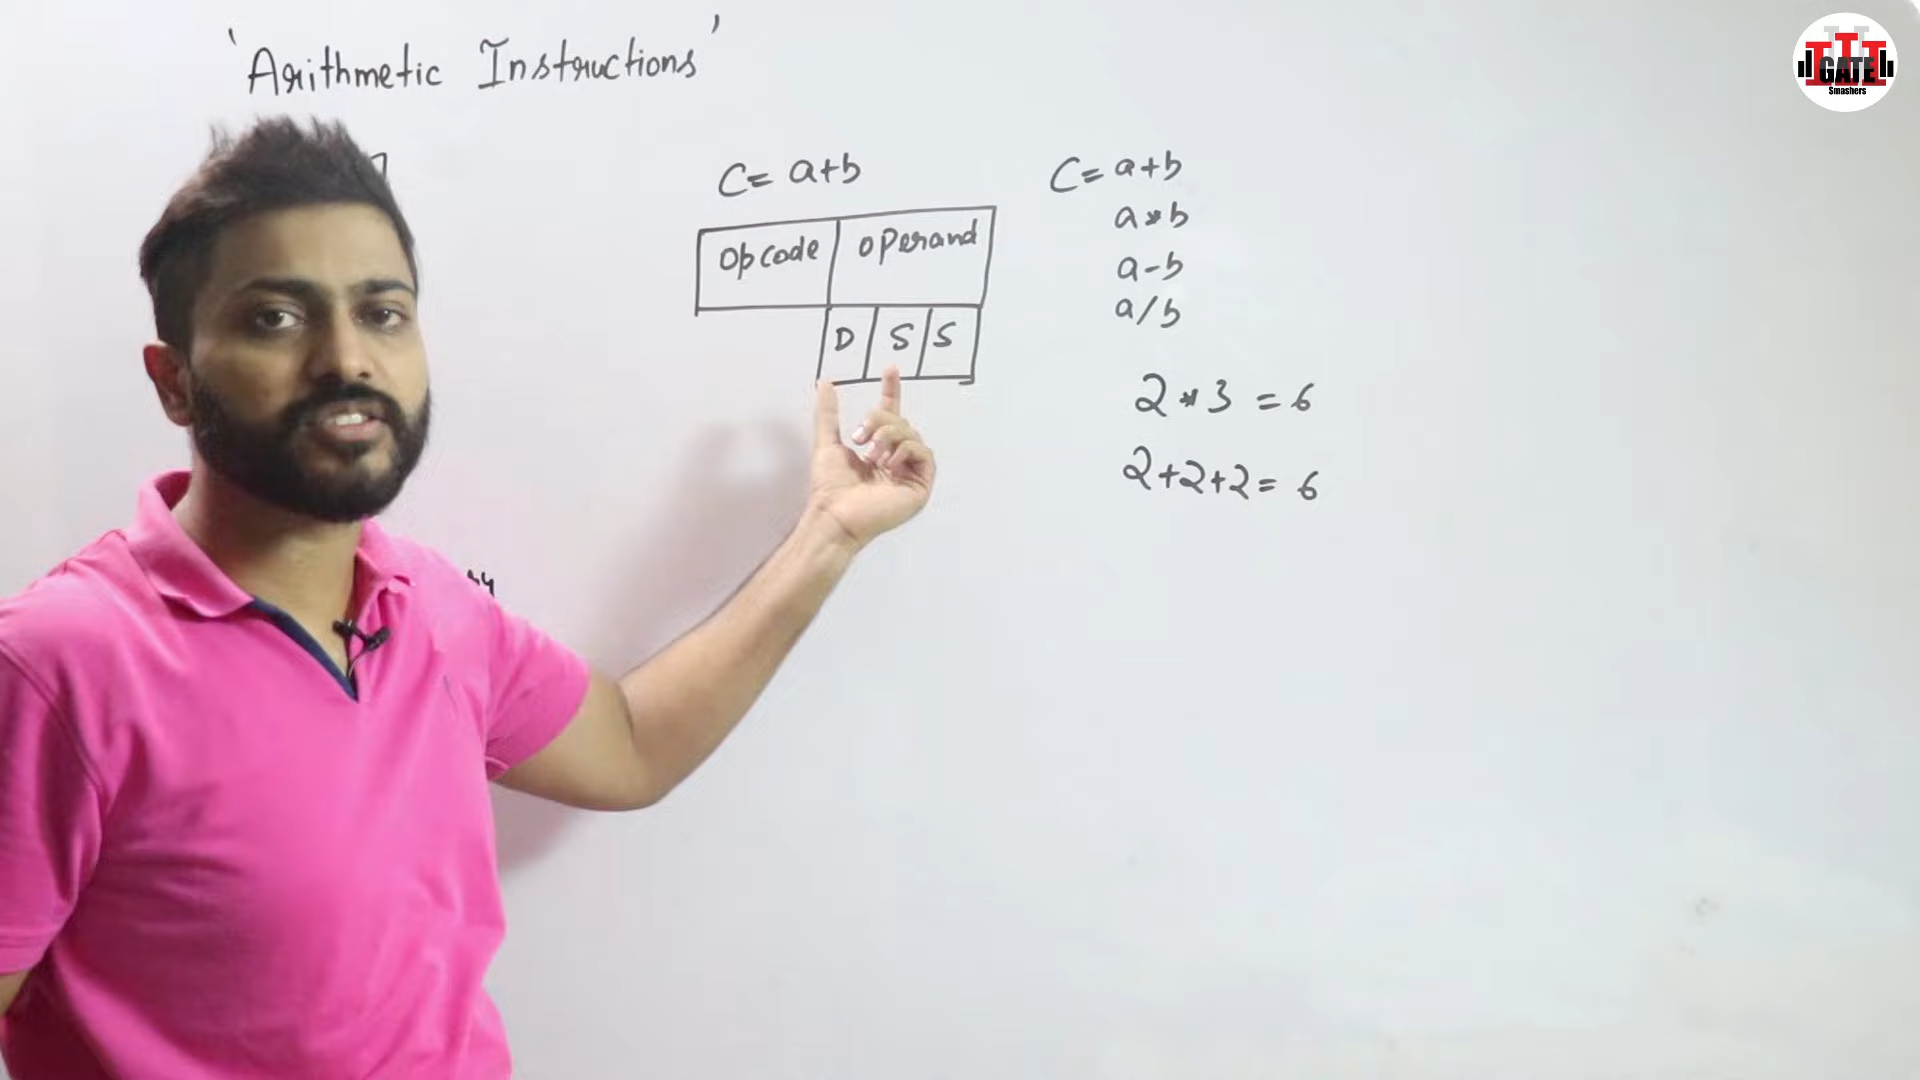 'Arithmetic Instructions'
C= a+b
Opcode operand
D S S
C= a+b
a*b
a-b
a/b
2*3 = 6
2+2+2= 6
GATE
Smashers